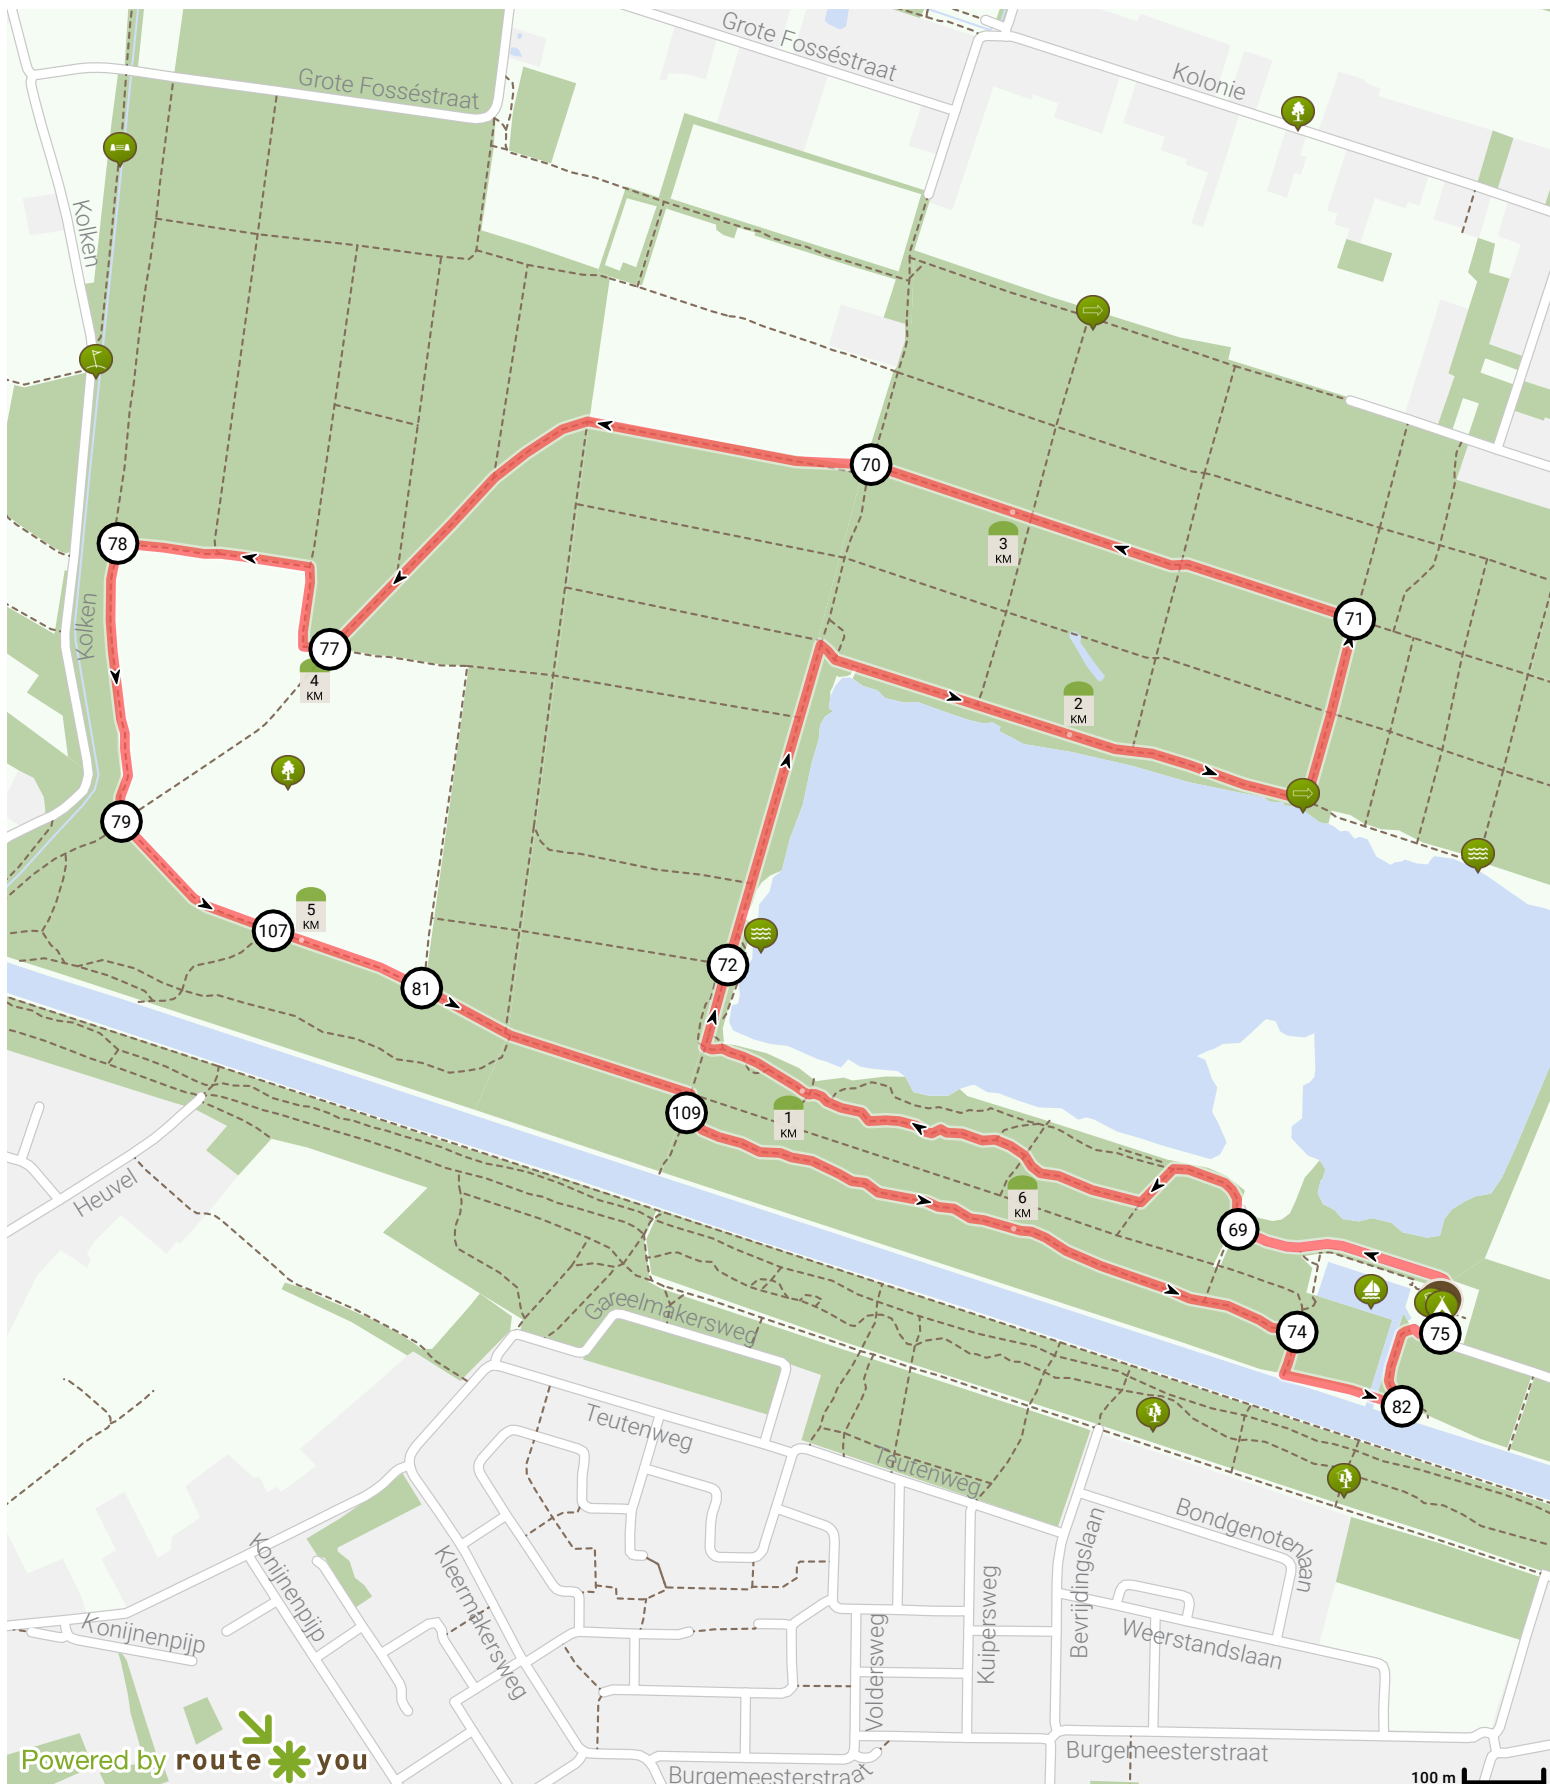 Grote Fosséstraat
Kolonie
Grote Fosséstraat
Kolken
70
3
KM
78
71
Kolken
77
4
KM
2
KM
79
5
KM
107
72
81
109
1
KM
6
KM
Heuvel
69
Gareelmakersweg
74
75
82
Teutenweg
Teutenweg
Bondgenotenlaan
Konijnenpijp
Kleermakersweg
Kuipersweg
Bevrijdingslaan
Konijnenpijp
Voldersweg
Weerstandslaan
Powered by route you
Burgemeesterstraat
Burgemeesterstraat
100 m